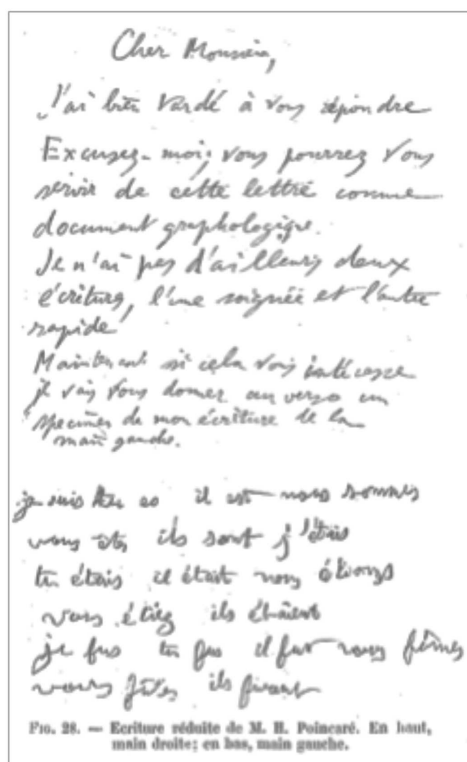 Cher Monsieur,
J'ai bien tardé à vous répondre
Excusez-moi; vous pourrez vous
servir de cette lettre comme
document graphologique.
Je n'ai pas d'ailleurs deux
écritures, l'une soignée et l'autre
rapide
Maintenant si cela vous intéresse
je vais vous donner au verso un
specimen de mon écriture de la
main gauche.
je suis tu es il est nous sommes
vous êtes ils sont j'étais
tu étais il était nous étions
vous étiez ils étaient
je fus tu fus il fut nous fûmes
vous fûtes ils furent
FIG. 28. — Ecriture réduite de M. H. Poincaré. En haut,
main droite; en bas, main gauche.